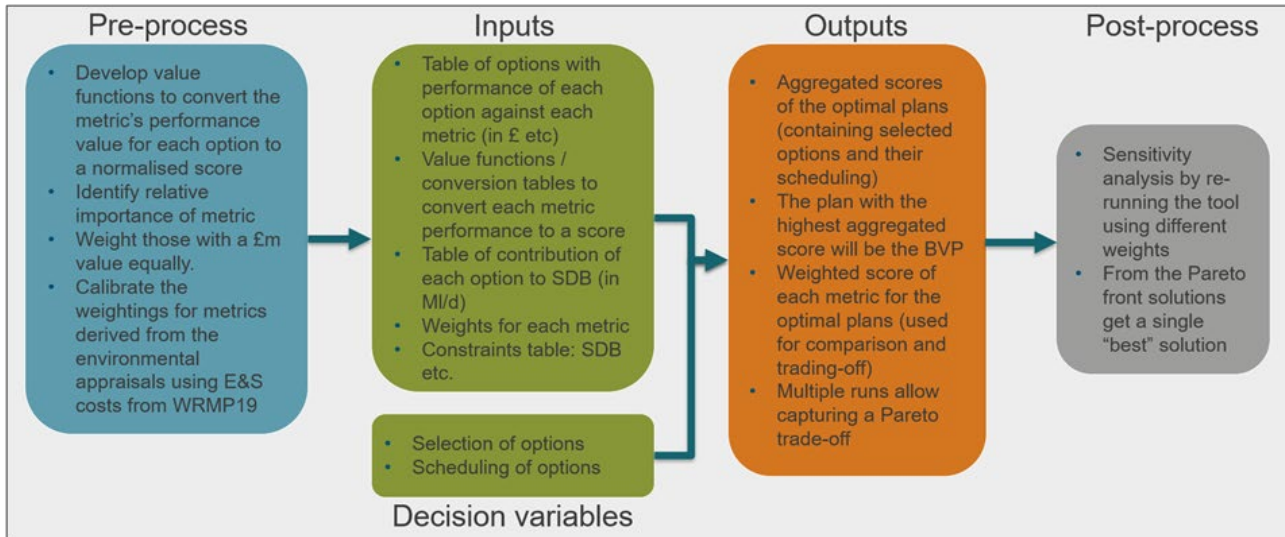 Pre-process
• Develop value
functions to convert the
metric's performance
value for each option to
a normalised score
• Identify relative
importance of metric
• Weight those with a £m
value equally.
• Calibrate the
weightings for metrics
derived from the
environmental
appraisals using E&S
costs from WRMP19
Inputs
• Table of options with
performance of each
option against each
metric (in £ etc)
• Value functions /
conversion tables to
convert each metric
performance to a score
• Table of contribution of
each option to SDB (in
Ml/d)
• Weights for each metric
• Constraints table: SDB
etc.
• Selection of options
• Scheduling of options
Decision variables
Outputs
• Aggregated scores
of the optimal plans
(containing selected
options and their
scheduling)
• The plan with the
highest aggregated
score will be the BVP
• Weighted score of
each metric for the
optimal plans (used
for comparison and
trading-off)
• Multiple runs allow
capturing a Pareto
trade-off
Post-process
• Sensitivity
analysis by re-
running the tool
using different
weights
• From the Pareto
front solutions
get a single
"best" solution